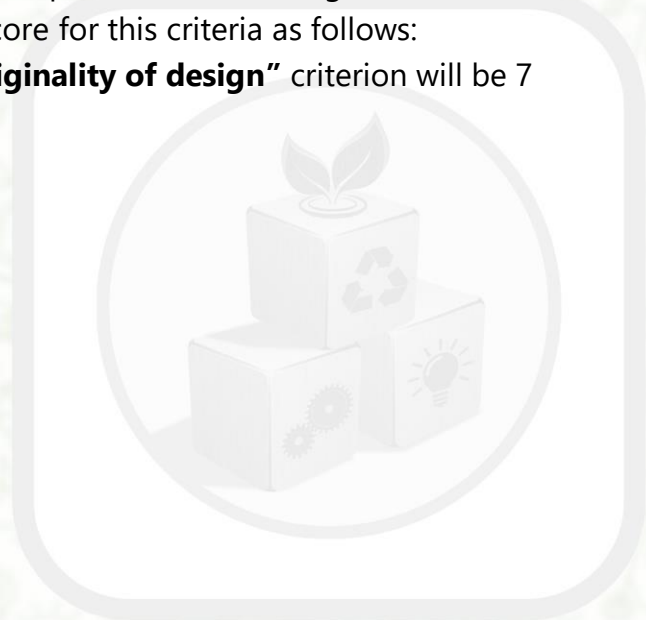 core for this criteria as follows:
iginality of design” criterion will be 7